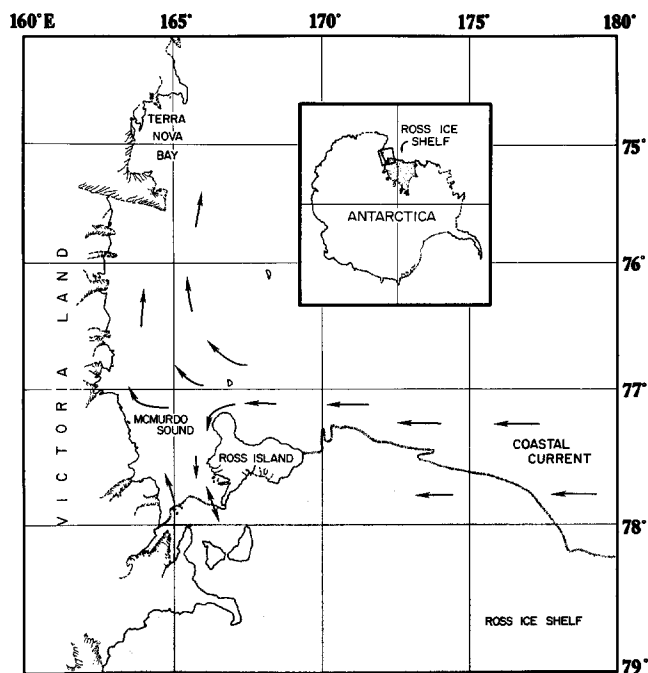 160°E 165° 170° 175° 180°
TERRA
NOVA
BAY
ROSS ICE
SHELF
75°
ANTARCTICA
76°
VICTORIA LAND
77°
MCMURDO
SOUND
ROSS ISLAND
COASTAL
CURRENT
78°
ROSS ICE SHELF
79°